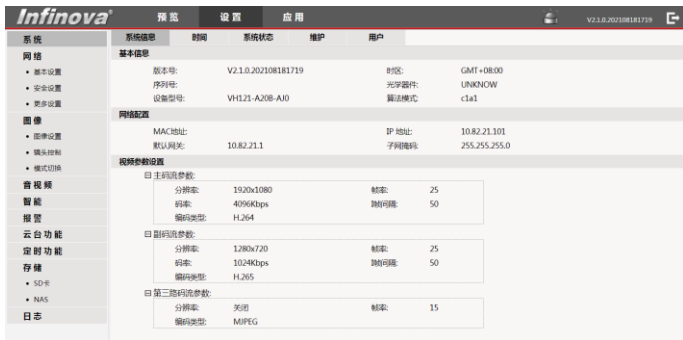 Infinova®
预览 设置 应用
V2.1.0.202108181719
系统
网络
• 基本设置
• 安全设置
• 更多设置
图像
• 图像设置
• 镜头控制
• 模式切换
音视频
智能
报警
云台功能
定时功能
存储
• SD卡
• NAS
日志
系统信息 时间 系统状态 维护 用户
基本信息
版本号: V2.1.0.202108181719 时区: GMT+08:00
序列号: 光学器件: UNKNOW
设备型号: VH121-A20B-AJ0 算法模式: c1a1
网络配置
MAC地址: IP 地址: 10.82.21.101
默认网关: 10.82.21.1 子网掩码: 255.255.255.0
视频参数设置
主码流参数:
分辨率: 1920x1080 帧率: 25
码率: 4096Kbps I帧间隔: 50
编码类型: H.264
副码流参数:
分辨率: 1280x720 帧率: 25
码率: 1024Kbps I帧间隔: 50
编码类型: H.265
第三路码流参数:
分辨率: 关闭 帧率: 15
编码类型: MJPEG